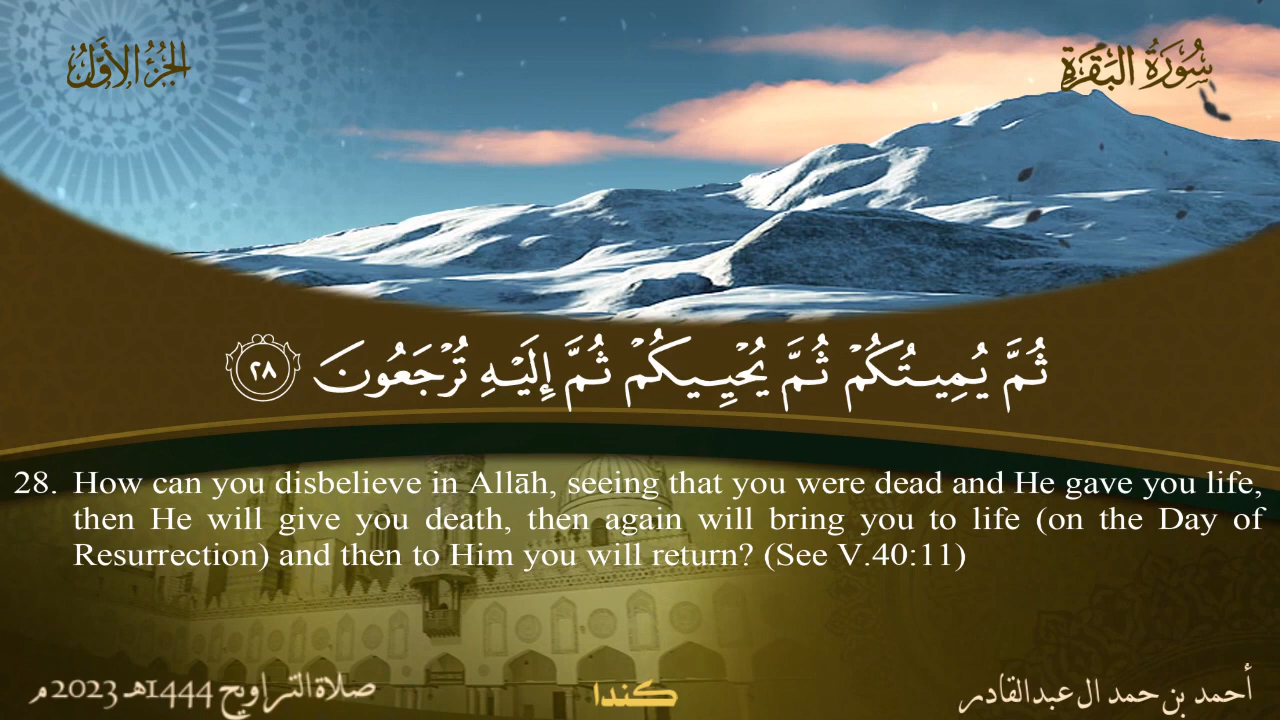 سُورَةُ البَقَرَةِ
الجُزْءُ الأَوَّلُ
ثُمَّ يُمِيتُكُمْ ثُمَّ يُحْيِيكُمْ ثُمَّ إِلَيْهِ تُرْجَعُونَ ٢٨
28. How can you disbelieve in Allāh, seeing that you were dead and He gave you life,
then He will give you death, then again will bring you to life (on the Day of
Resurrection) and then to Him you will return? (See V.40:11)
أحمد بن حمد ال عبدالقادر
كندا
صلاة التراويح 1444هـ 2023م